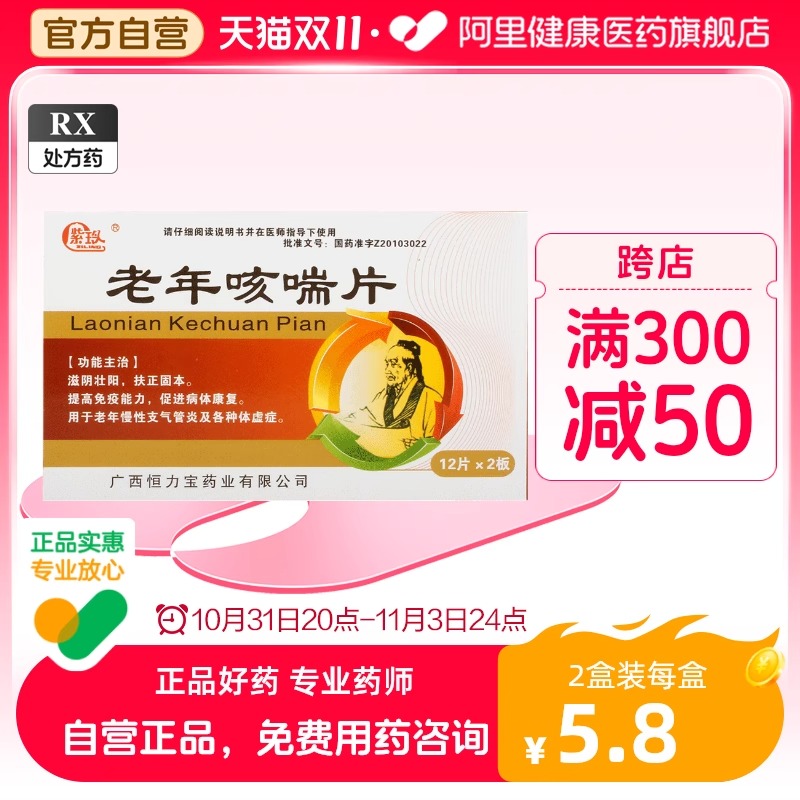 官方自营 天猫双11· 阿里健康医药旗舰店
RX
处方药
紫玖®
请仔细阅读说明书并在医师指导下使用
批准文号：国药准字Z20103022
老年咳喘片
Laonian Kechuan Pian
【功能主治】
滋阴壮阳，扶正固本。
提高免疫能力，促进病体康复。
用于老年慢性支气管炎及各种体虚症。
12片×2板
广西恒力宝药业有限公司
跨店
满300
减50
正品实惠
专业放心
10月31日20点-11月3日24点
正品好药 专业药师
自营正品，免费用药咨询
2盒装每盒
¥5.8